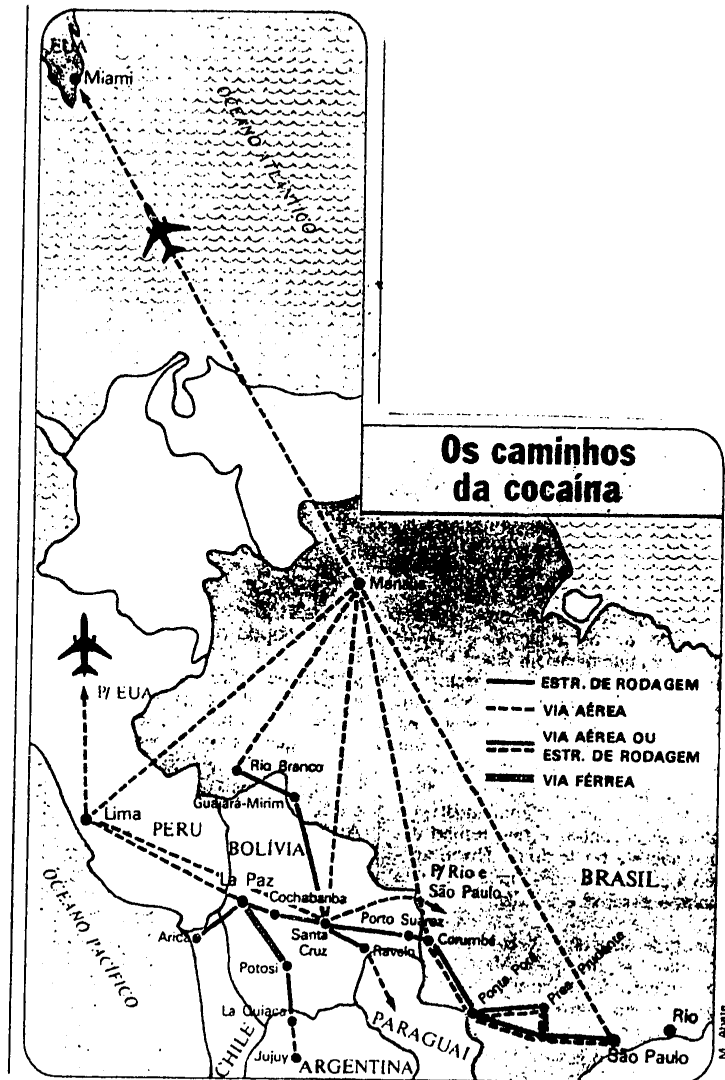 EUA
Miami
OCEANO ATLÂNTICO
Os caminhos
da cocaína
Manaus
P/ EUA
ESTR. DE RODAGEM
VIA AÉREA
VIA AÉREA OU
ESTR. DE RODAGEM
VIA FÉRREA
Rio Branco
Guajará-Mirim
Lima
PERU
BOLÍVIA
P/ Rio e
São Paulo
BRASIL
La Paz
Cochabamba
OCEANO PACÍFICO
Arica
Santa
Cruz
Porto Suarez
Corumbá
Ravelo
Potosi
Ponta Porã
Pres. Prudente
La Quiaca
CHILE
PARAGUAI
Rio
São Paulo
Jujuy
ARGENTINA